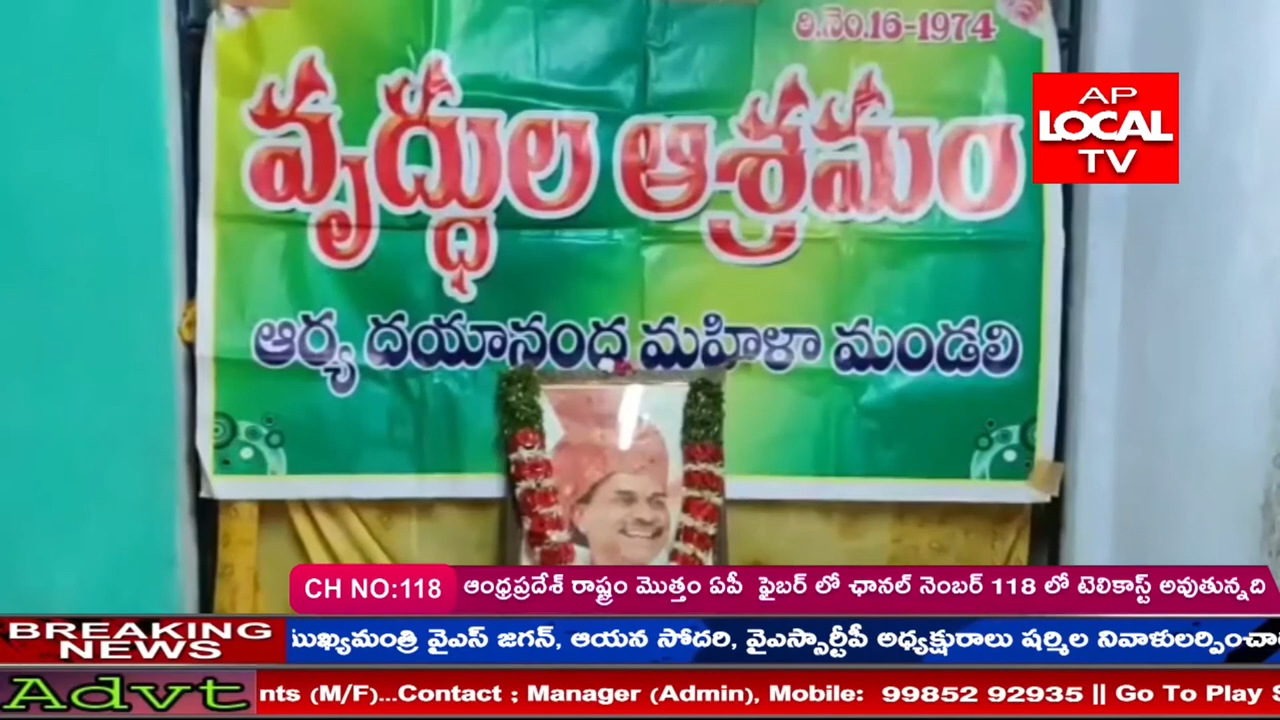 రి.నెం.16-1974
వృద్ధుల ఆశ్రమం
AP
LOCAL
TV
ఆర్య దయానంద మహిళా మండలి
CH NO:118
ఆంధ్రప్రదేశ్ రాష్ట్రం మొత్తం ఏపీ ఫైబర్ లో ఛానల్ నెంబర్ 118 లో టెలికాస్ట్ అవుతున్నది
BREAKING
NEWS
ముఖ్యమంత్రి వైఎస్ జగన్, ఆయన సోదరి, వైఎస్సార్టీపీ అధ్యక్షురాలు షర్మిల నివాళులర్పించా
Advt
nts (M/F)...Contact ; Manager (Admin), Mobile: 99852 92935 || Go To Play S